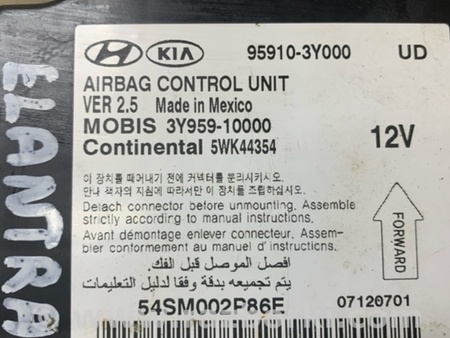 ELANTRA
HYUNDAI KIA 95910-3Y000 UD
AIRBAG CONTROL UNIT
VER 2.5 Made in Mexico
MOBIS 3Y959-10000
Continental 5WK44354
12V
이 장치를 떼어내기 전에 커넥터를 분리시키시오.
안내 책자의 지침에 따라서만 이 장치를 조립하시오.
Detach connector before unmounting. Assemble
strictly according to manual instructions.
Avant démontage enlever connecteur. Assem-
bler conformement au manuel d'instructions.
افصل الموصل قبل الفك.
يتم تجميعه بدقة وفقا لدليل التعليمات
FORWARD
54SM002P86E 07120701